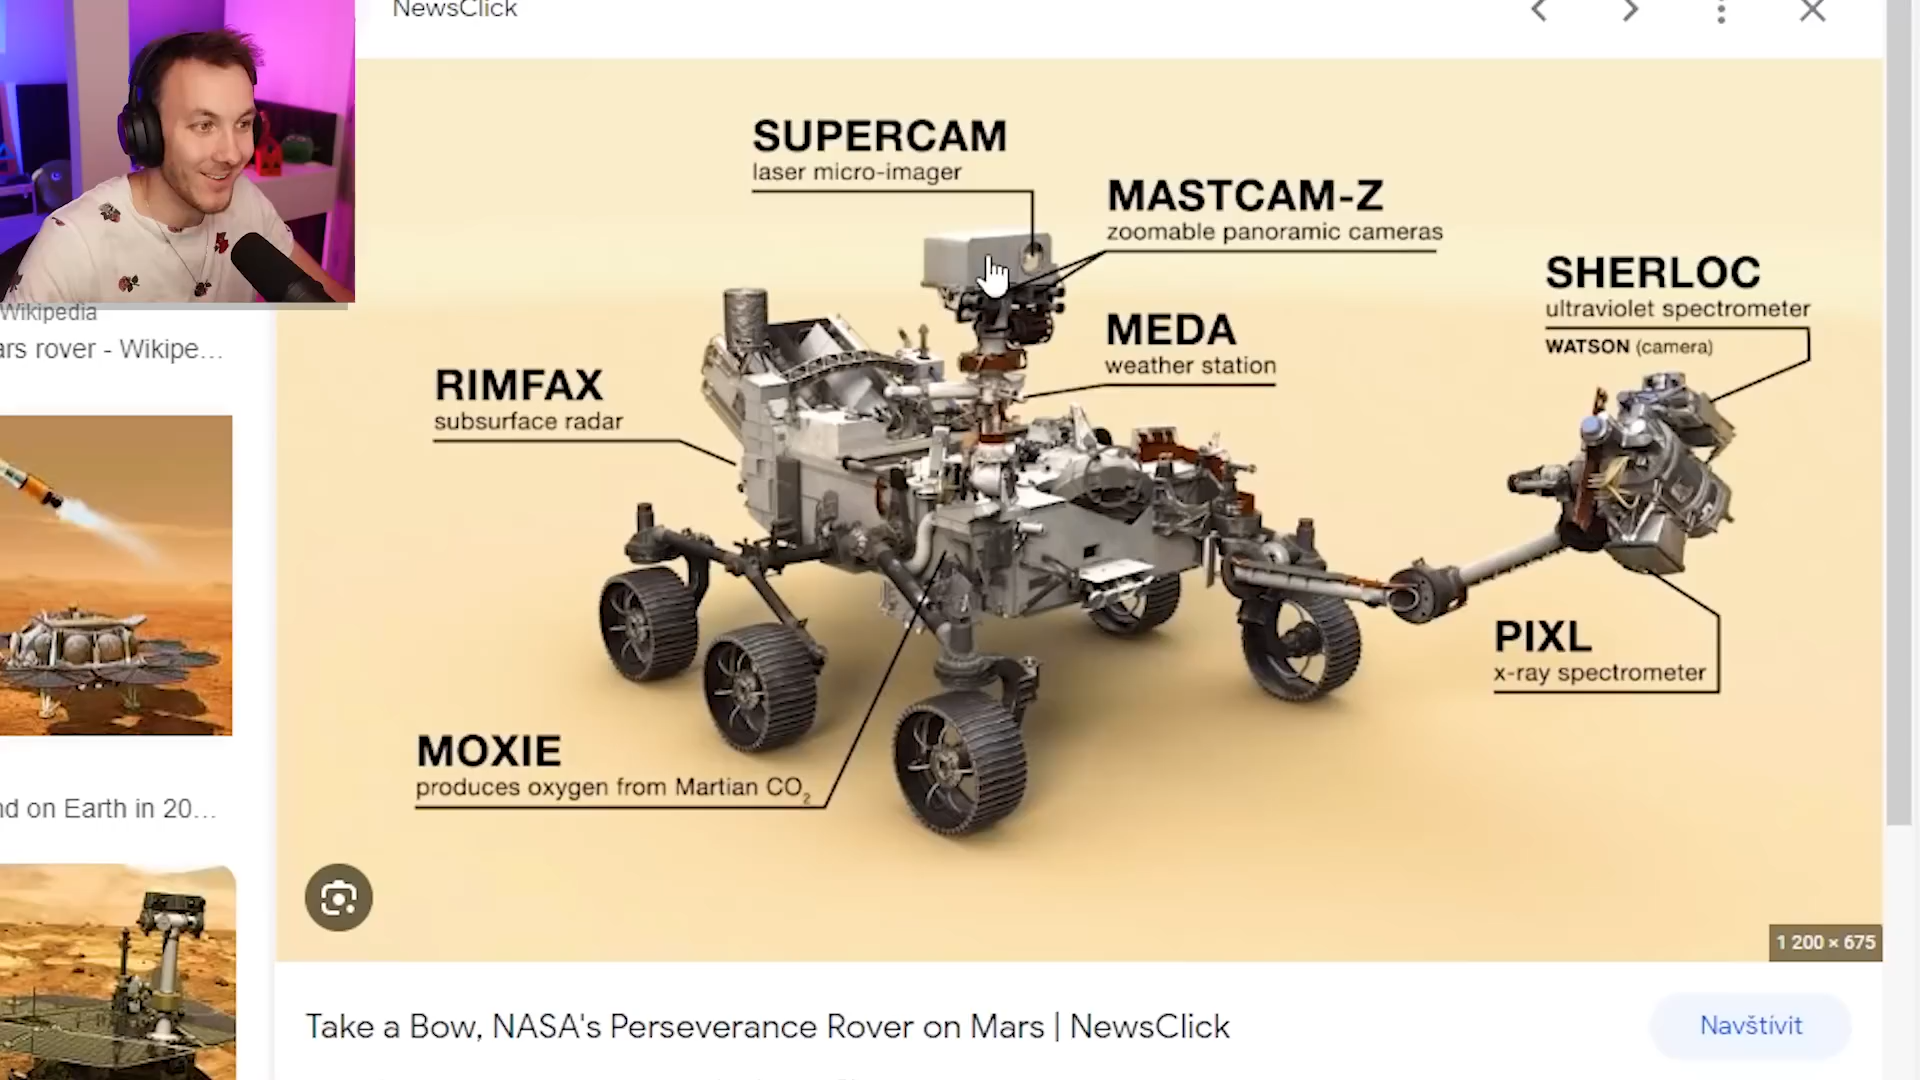 NewsClick
SUPERCAM
laser micro-imager
MASTCAM-Z
zoomable panoramic cameras
SHERLOC
ultraviolet spectrometer
WATSON (camera)
MEDA
weather station
RIMFAX
subsurface radar
PIXL
x-ray spectrometer
MOXIE
produces oxygen from Martian CO2
Wikipedia
ars rover - Wikipe...
nd on Earth in 20...
1 200 × 675
Take a Bow, NASA's Perseverance Rover on Mars | NewsClick
Navštívit